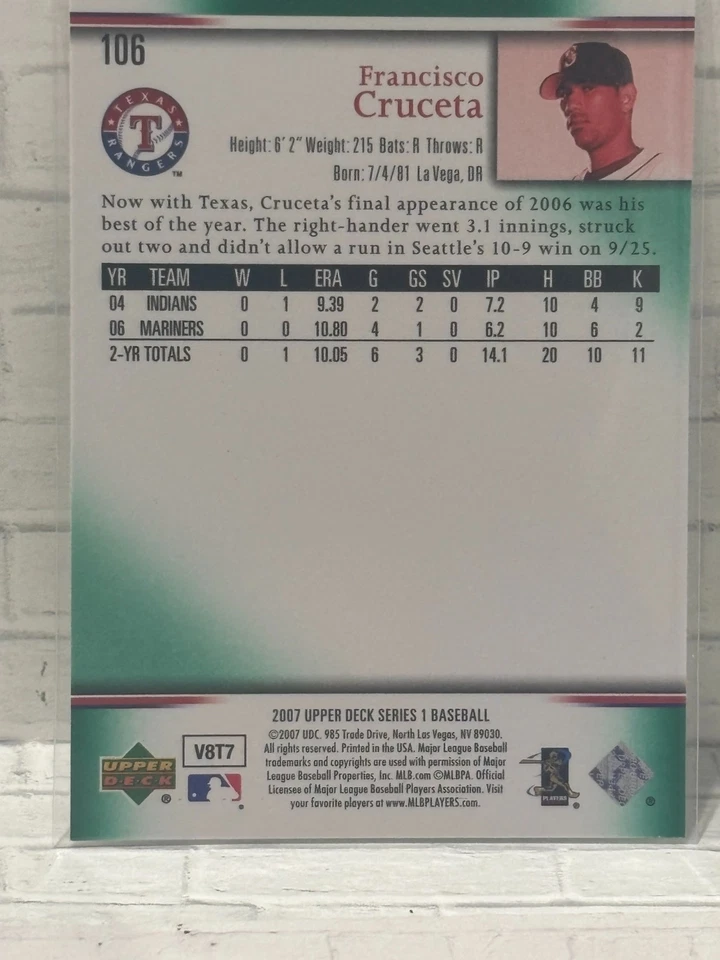 106
TEXAS RANGERS
T
™
Francisco
Cruceta
Height: 6' 2" Weight: 215 Bats: R Throws: R
Born: 7/4/81 La Vega, DR
Now with Texas, Cruceta's final appearance of 2006 was his
best of the year. The right-hander went 3.1 innings, struck
out two and didn't allow a run in Seattle's 10-9 win on 9/25.
YR TEAM W L ERA G GS SV IP H BB K
04 INDIANS 0 1 9.39 2 2 0 7.2 10 4 9
06 MARINERS 0 0 10.80 4 1 0 6.2 10 6 2
2-YR TOTALS 0 1 10.05 6 3 0 14.1 20 10 11
2007 UPPER DECK SERIES 1 BASEBALL
©2007 UDC. 985 Trade Drive, North Las Vegas, NV 89030.
All rights reserved. Printed in the USA. Major League Baseball
trademarks and copyrights are used with permission of Major
League Baseball Properties, Inc. MLB.com ©MLBPA. Official
Licensee of Major League Baseball Players Association. Visit
your favorite players at www.MLBPLAYERS.com.
UPPER
DECK
®
V8T7
PLAYERS
®